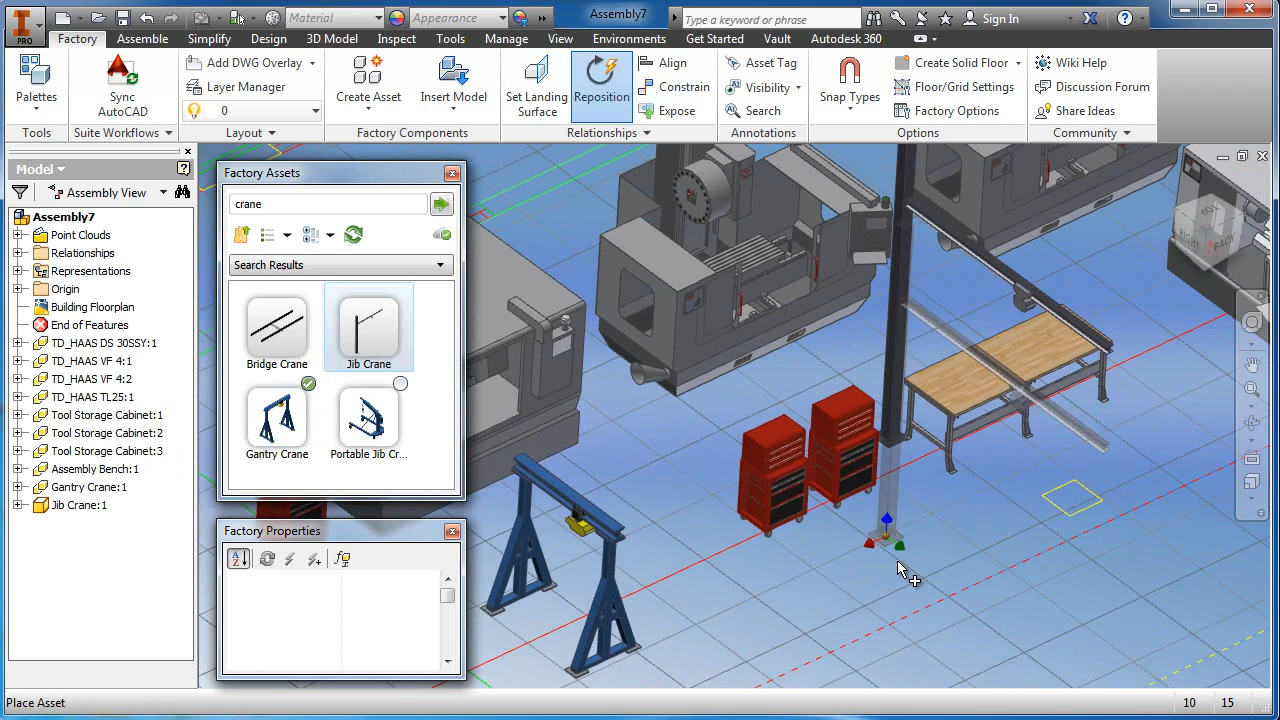 Material
Appearance
Assembly7
Type a keyword or phrase
Sign In
PRO
Factory
Assemble
Simplify
Design
3D Model
Inspect
Tools
Manage
View
Environments
Get Started
Vault
Autodesk 360
Palettes
Sync AutoCAD
Add DWG Overlay
Layer Manager
0
Create Asset
Insert Model
Set Landing Surface
Reposition
Align
Constrain
Expose
Asset Tag
Visibility
Search
Snap Types
Create Solid Floor
Floor/Grid Settings
Factory Options
Wiki Help
Discussion Forum
Share Ideas
Tools
Suite Workflows
Layout
Factory Components
Relationships
Annotations
Options
Community
Model
Assembly View
Assembly7
Point Clouds
Relationships
Representations
Origin
Building Floorplan
End of Features
TD_HAAS DS 30SSY:1
TD_HAAS VF 4:1
TD_HAAS VF 4:2
TD_HAAS TL25:1
Tool Storage Cabinet:1
Tool Storage Cabinet:2
Tool Storage Cabinet:3
Assembly Bench:1
Gantry Crane:1
Jib Crane:1
Factory Assets
crane
Search Results
Bridge Crane
Jib Crane
Gantry Crane
Portable Jib Cr...
Factory Properties
RIGHT
Place Asset
10
15